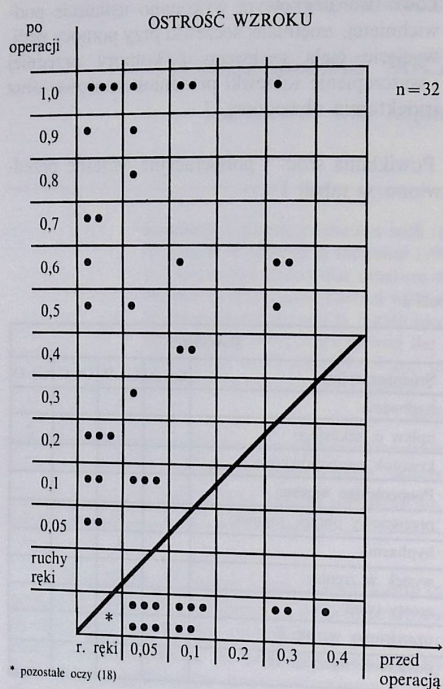 po
operacji
OSTROŚĆ WZROKU
n=32
1,0
0,9
0,8
0,7
0,6
0,5
0,4
0,3
0,2
0,1
0,05
ruchy
ręki
*
r. ręki 0,05 0,1 0,2 0,3 0,4
przed
operacją
* pozostałe oczy (18)